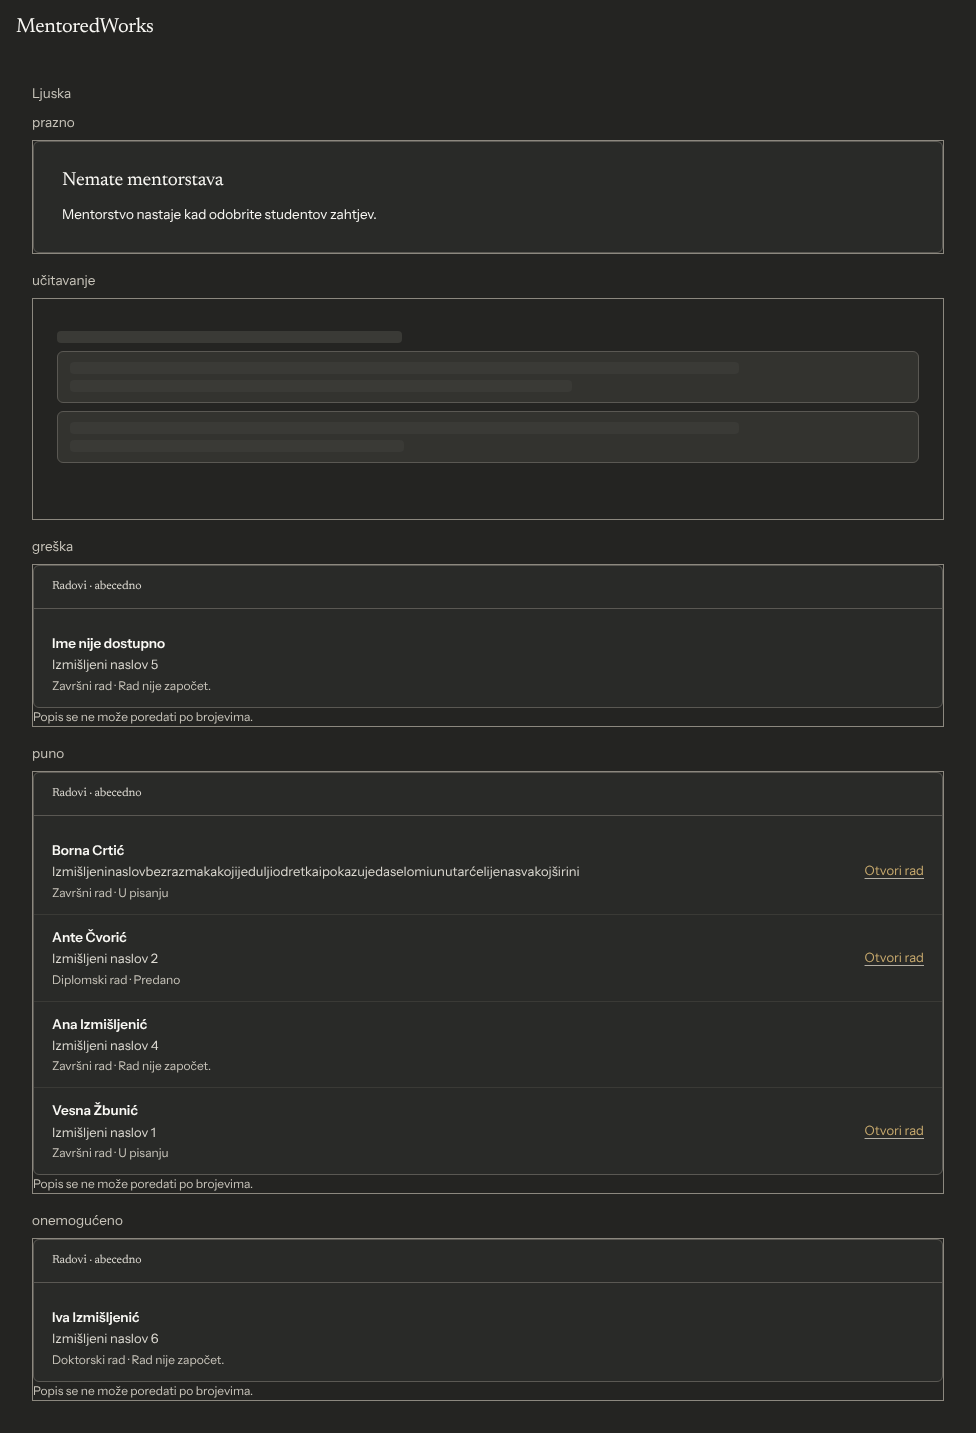 MentoredWorks
Ljuska
prazno
Nemate mentorstava
Mentorstvo nastaje kad odobrite studentov zahtjev.
učitavanje
greška
Radovi · abecedno
Ime nije dostupno
Izmišljeni naslov 5
Završni rad · Rad nije započet.
Popis se ne može poredati po brojevima.
puno
Radovi · abecedno
Borna Crtić
Izmišljeninaslovbezrazmakakojijeduljiodretkaipokazujedaselomiunutarćelijenasvakojširini
Otvori rad
Završni rad · U pisanju
Ante Čvorić
Izmišljeni naslov 2
Otvori rad
Diplomski rad · Predano
Ana Izmišljenić
Izmišljeni naslov 4
Završni rad · Rad nije započet.
Vesna Žbunić
Izmišljeni naslov 1
Otvori rad
Završni rad · U pisanju
Popis se ne može poredati po brojevima.
onemogućeno
Radovi · abecedno
Iva Izmišljenić
Izmišljeni naslov 6
Doktorski rad · Rad nije započet.
Popis se ne može poredati po brojevima.